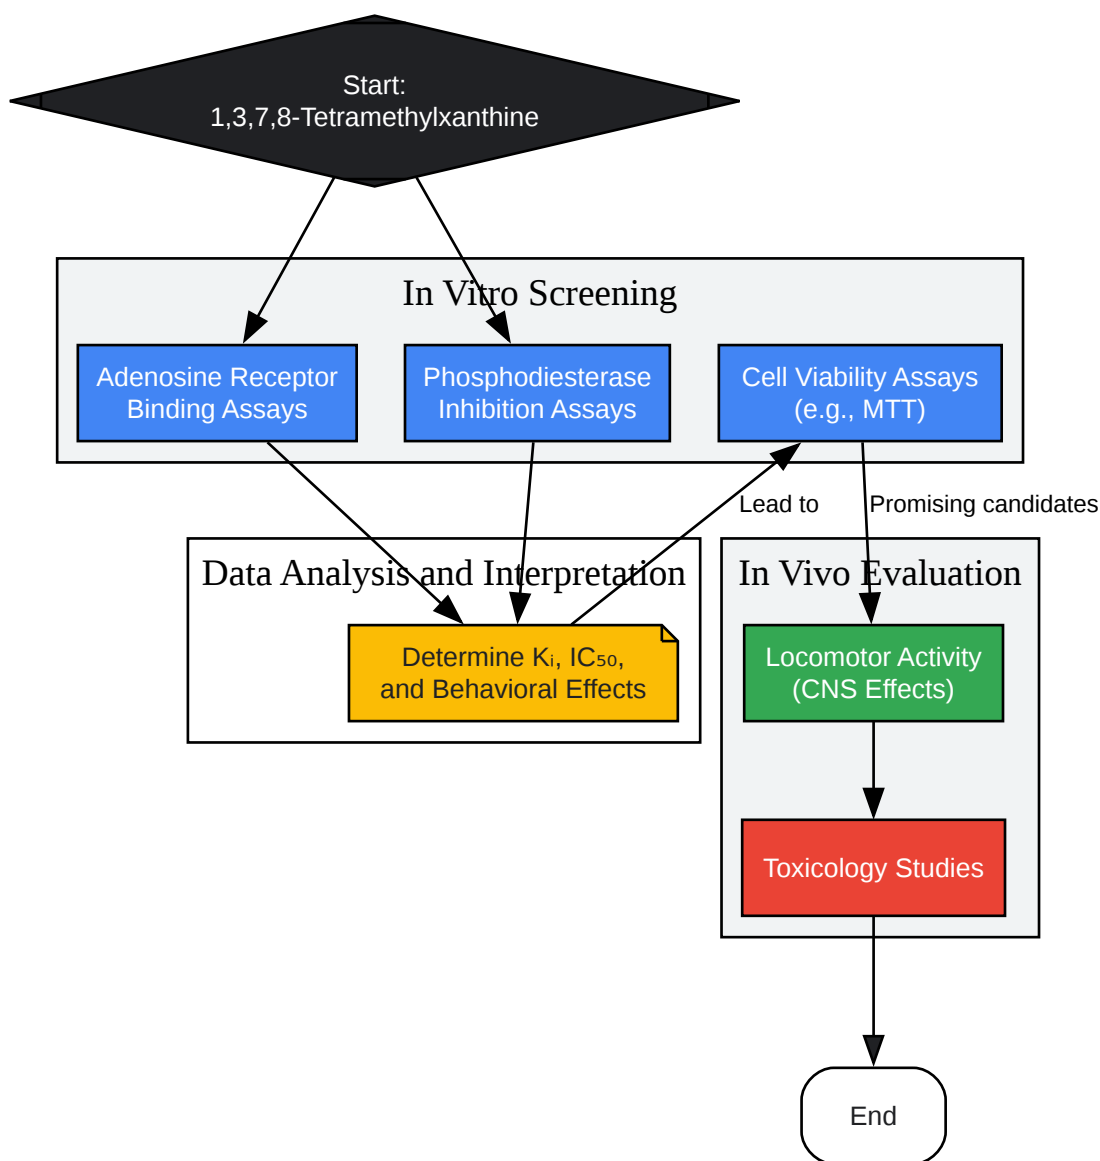 Start:
1,3,7,8-Tetramethylxanthine
In Vitro Screening
Adenosine Receptor
Binding Assays
Phosphodiesterase
Inhibition Assays
Cell Viability Assays
(e.g., MTT)
Lead to
Promising candidates
Data Analysis and Interpretation
In Vivo Evaluation
Determine Kᵢ, IC₅₀,
and Behavioral Effects
Locomotor Activity
(CNS Effects)
Toxicology Studies
End